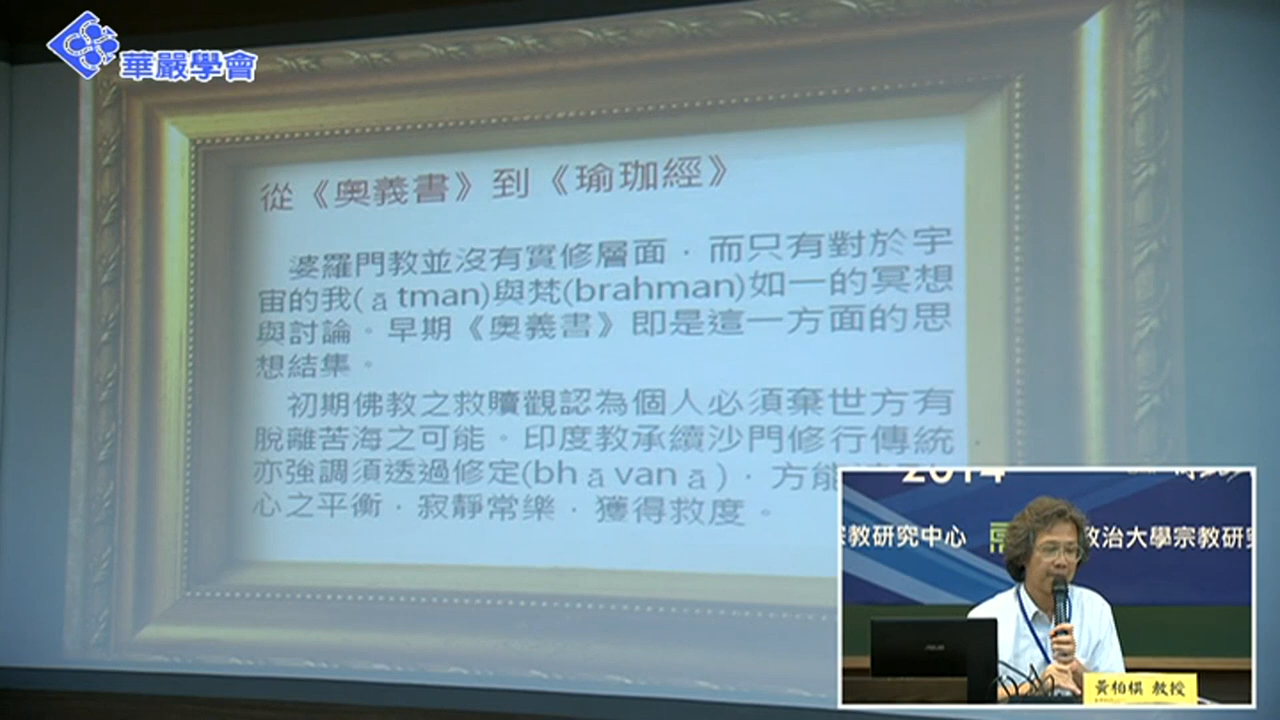 華嚴學會
從《奧義書》到《瑜珈經》
婆羅門教並沒有實修層面，而只有對於宇
宙的我(ātman)與梵(brahman)如一的冥想
與討論。早期《奧義書》即是這一方面的思
想結集。
初期佛教之救贖觀認為個人必須棄世方有
脫離苦海之可能。印度教承續沙門修行傳統
亦強調須透過修定(bhāvanā)，方能
心之平衡，寂靜常樂，獲得救度。
2014
教研究中心
政治大學宗教研究
ASUS
黃柏棋 教授